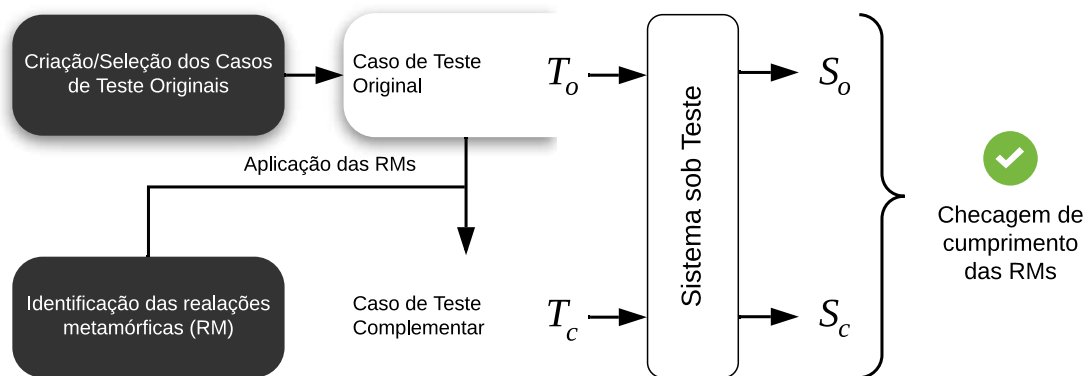 Criação/Seleção dos Casos
de Teste Originais
Caso de Teste
Original
T_o
S_o
Aplicação das RMs
Sistema sob Teste
Checagem de
cumprimento
das RMs
Identificação das realações
metamórficas (RM)
Caso de Teste
Complementar
T_c
S_c